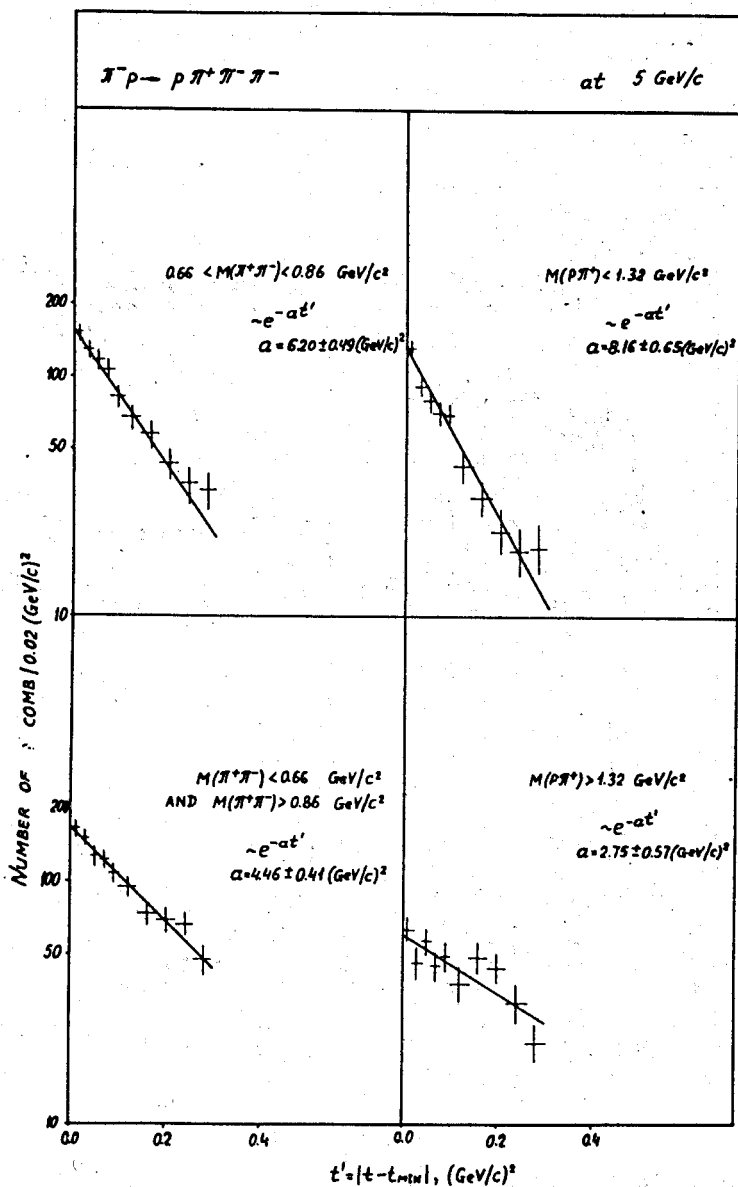 π⁻p → p π⁺ π⁻ π⁻ at 5 GeV/c
0.66 < M(π⁺π⁻) < 0.86 GeV/c²
~e^-at'
a = 6.20 ± 0.49 (GeV/c)²
M(Pπ⁺) < 1.32 GeV/c²
~e^-at'
a = 8.16 ± 0.65 (GeV/c)²
200
100
50
10
M(π⁺π⁻) < 0.66 GeV/c²
AND M(π⁺π⁻) > 0.86 GeV/c²
~e^-at'
a = 4.46 ± 0.41 (GeV/c)²
M(Pπ⁺) > 1.32 GeV/c²
~e^-at'
a = 2.75 ± 0.57 (GeV/c)²
200
100
50
10
NUMBER OF COMB / 0.02 (GeV/c)²
0.0 0.2 0.4 0.0 0.2 0.4
t' = |t - tMIN|, (GeV/c)²